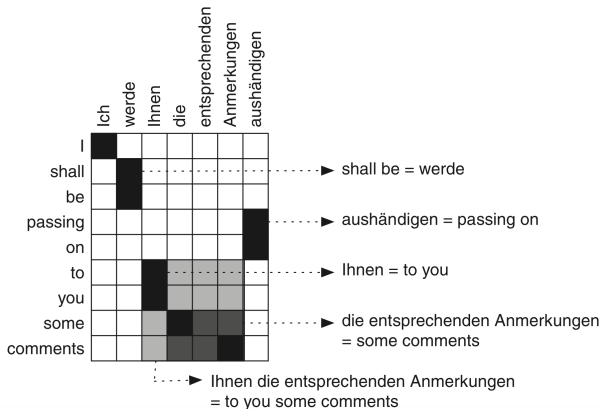 Ich
werde
Ihnen
die
entsprechenden
Anmerkungen
aushändigen
I
shall
be
passing
on
to
you
some
comments
shall be = werde
aushändigen = passing on
Ihnen = to you
die entsprechenden Anmerkungen
= some comments
Ihnen die entsprechenden Anmerkungen
= to you some comments